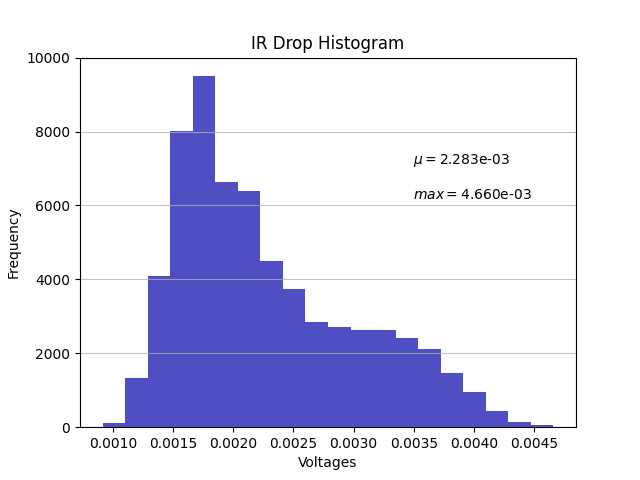 IR Drop Histogram
10000
8000
6000
4000
2000
0
Frequency
μ = 2.283e-03
max = 4.660e-03
0.0010 0.0015 0.0020 0.0025 0.0030 0.0035 0.0040 0.0045
Voltages